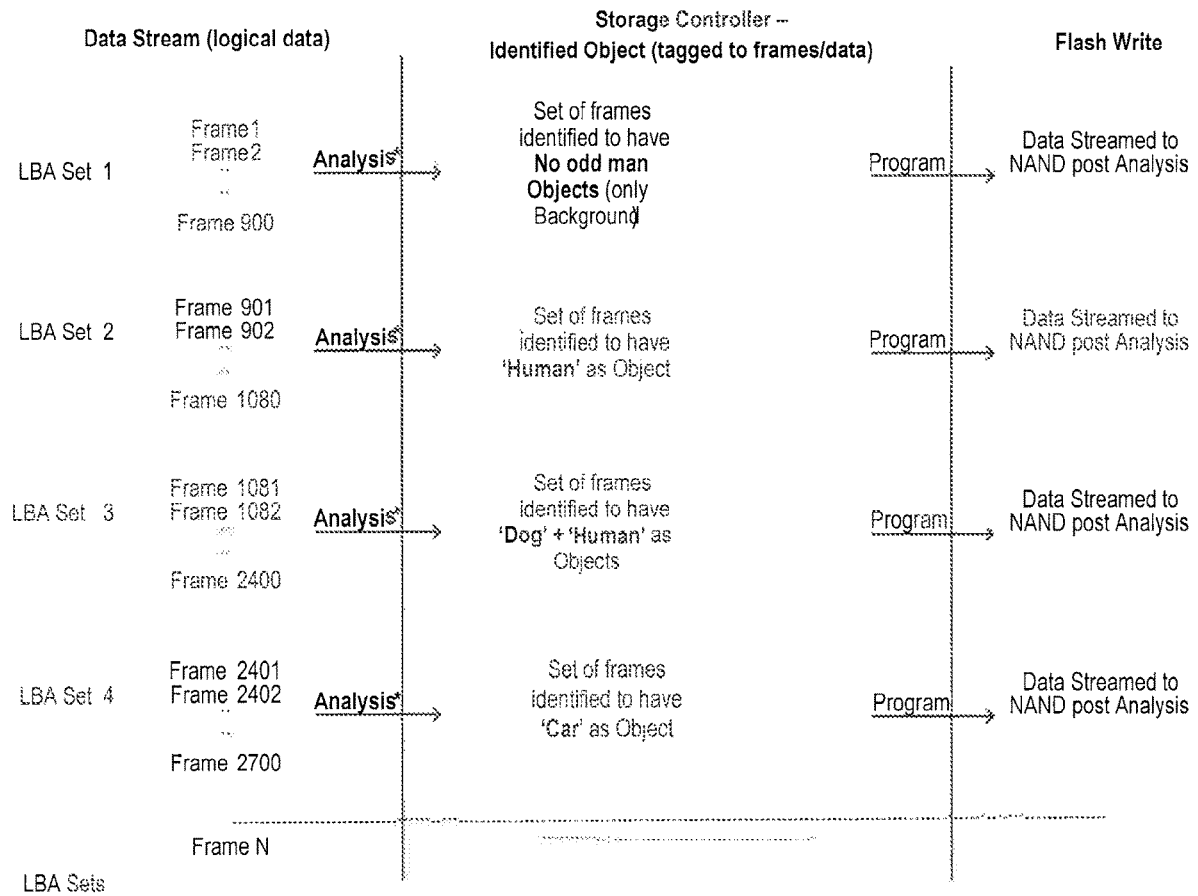 Data Stream (logical data)
Storage Controller –
Identified Object (tagged to frames/data)
Flash Write
LBA Set 1
Frame1
Frame2
Frame 900
Analysis*
Set of frames
identified to have
No odd man
Objects (only
Background)
Program
Data Streamed to
NAND post Analysis
LBA Set 2
Frame 901
Frame 902
Frame 1080
Analysis*
Set of frames
identified to have
'Human' as Object
Program
Data Streamed to
NAND post Analysis
LBA Set 3
Frame 1081
Frame 1082
Frame 2400
Analysis*
Set of frames
identified to have
'Dog' + 'Human' as
Objects
Program
Data Streamed to
NAND post Analysis
LBA Set 4
Frame 2401
Frame 2402
Frame 2700
Analysis*
Set of frames
identified to have
'Car' as Object
Program
Data Streamed to
NAND post Analysis
Frame N
LBA Sets